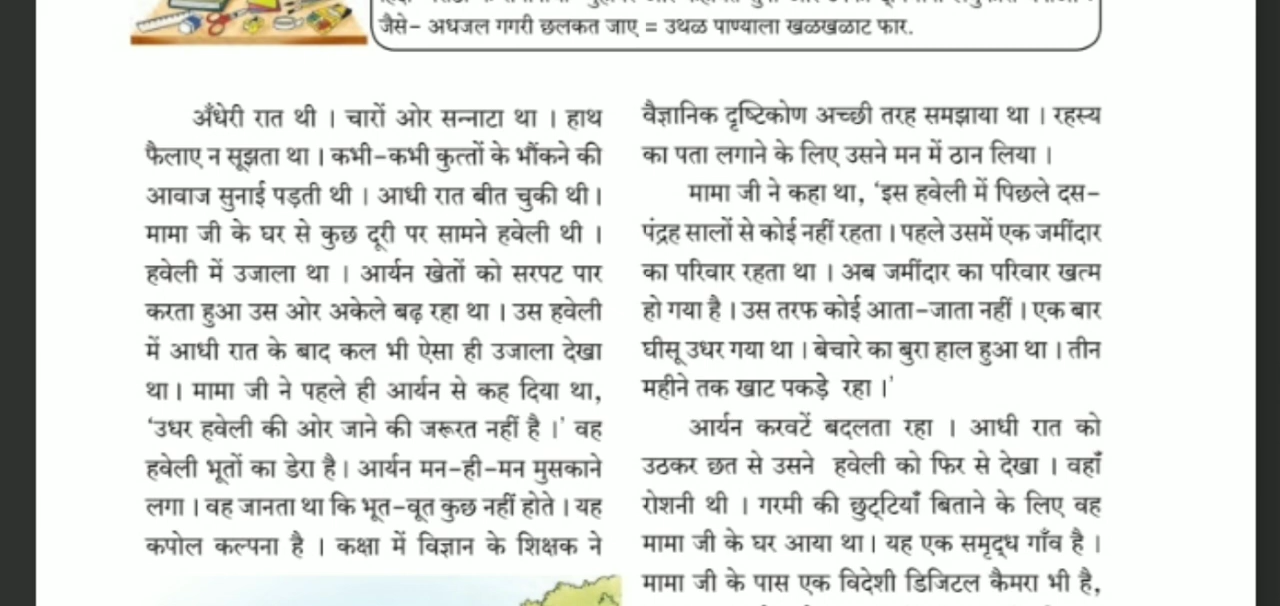 जैसे- अधजल गगरी छलकत जाए = उथळ पाण्याला खळखळाट फार.
अँधेरी रात थी । चारों ओर सन्नाटा था । हाथ
फैलाए न सूझता था । कभी-कभी कुत्तों के भौंकने की
आवाज सुनाई पड़ती थी । आधी रात बीत चुकी थी।
मामा जी के घर से कुछ दूरी पर सामने हवेली थी ।
हवेली में उजाला था । आर्यन खेतों को सरपट पार
करता हुआ उस ओर अकेले बढ़ रहा था । उस हवेली
में आधी रात के बाद कल भी ऐसा ही उजाला देखा
था। मामा जी ने पहले ही आर्यन से कह दिया था,
‘उधर हवेली की ओर जाने की जरूरत नहीं है ।’ वह
हवेली भूतों का डेरा है। आर्यन मन-ही-मन मुसकाने
लगा । वह जानता था कि भूत-वूत कुछ नहीं होते । यह
कपोल कल्पना है । कक्षा में विज्ञान के शिक्षक ने
वैज्ञानिक दृष्टिकोण अच्छी तरह समझाया था । रहस्य
का पता लगाने के लिए उसने मन में ठान लिया ।
मामा जी ने कहा था, ‘इस हवेली में पिछले दस-
पंद्रह सालों से कोई नहीं रहता । पहले उसमें एक जमींदार
का परिवार रहता था । अब जमींदार का परिवार खत्म
हो गया है । उस तरफ कोई आता-जाता नहीं । एक बार
घीसू उधर गया था । बेचारे का बुरा हाल हुआ था । तीन
महीने तक खाट पकड़े रहा ।’
आर्यन करवटें बदलता रहा । आधी रात को
उठकर छत से उसने हवेली को फिर से देखा । वहाँ
रोशनी थी । गरमी की छुट्टियाँ बिताने के लिए वह
मामा जी के घर आया था। यह एक समृद्ध गाँव है ।
मामा जी के पास एक विदेशी डिजिटल कैमरा भी है,